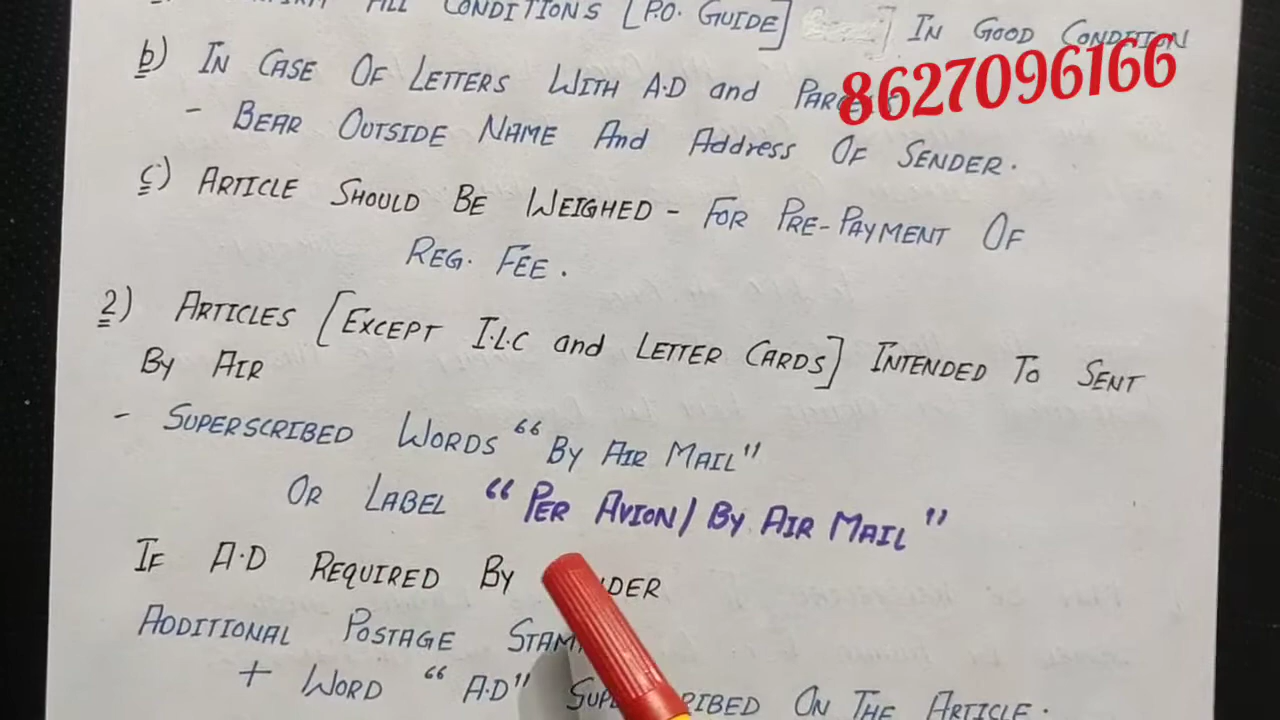 ALL CONDITIONS [P.O. GUIDE] ] IN GOOD CONDITION
8627096166
b) IN CASE OF LETTERS WITH A.D and
- BEAR OUTSIDE NAME And Address OF SENDER.
c) ARTICLE SHOULD BE WEIGHED - FOR PRE-PAYMENT OF
REG. FEE.
2) ARTICLES [EXCEPT I.L.C and LETTER CARDS] INTENDED TO SENT
BY AIR
- SUPERSCRIBED WORDS "BY AIR MAIL"
OR LABEL "PER AVION/BY AIR MAIL"
IF A.D REQUIRED BY
ADDITIONAL POSTAGE
+ WORD "A.D" ON THE ARTICLE.